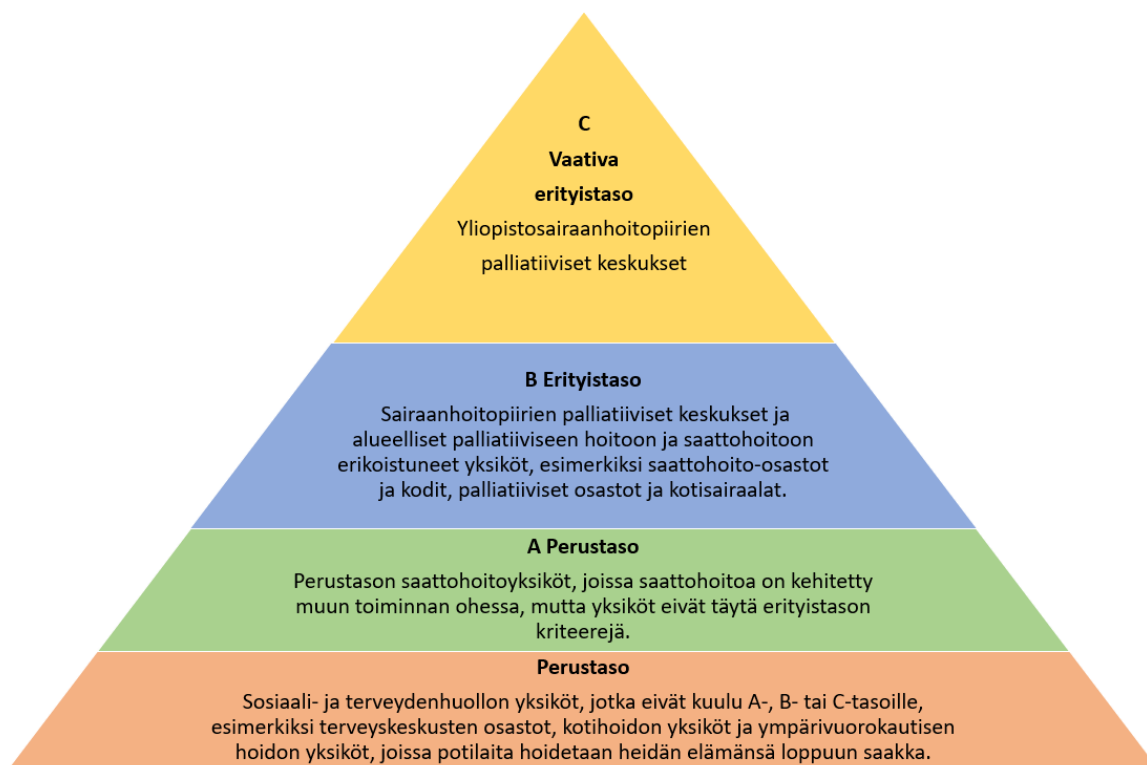 C
Vaativa
erityistaso
Yliopistosairaanhoitopiirien
palliatiiviset keskukset
B Erityistaso
Sairaanhoitopiirien palliatiiviset keskukset ja
alueelliset palliatiiviseen hoitoon ja saattohoitoon
erikoistuneet yksiköt, esimerkiksi saattohoito-osastot
ja kodit, palliatiiviset osastot ja kotisairaalat.
A Perustaso
Perustason saattohoitoyksiköt, joissa saattohoitoa on kehitetty
muun toiminnan ohessa, mutta yksiköt eivät täytä erityistason
kriteerejä.
Perustaso
Sosiaali- ja terveydenhuollon yksiköt, jotka eivät kuulu A-, B- tai C-tasoille,
esimerkiksi terveyskeskusten osastot, kotihoidon yksiköt ja ympärivuorokautisen
hoidon yksiköt, joissa potilaita hoidetaan heidän elämänsä loppuun saakka.